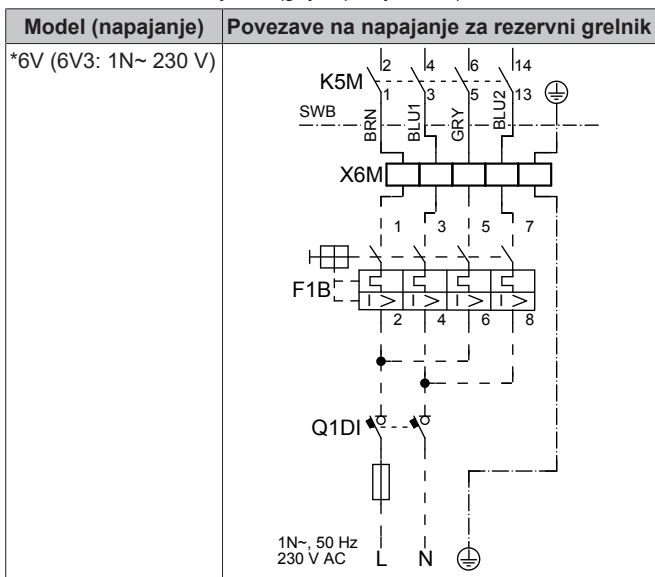 Model (napajanje) Povezave na napajanje za rezervni grelnik
*6V (6V3: 1N~ 230 V)
2 4 6 14
K5M
1 3 5 13
SWB
BRN BLU1 GRY BLU2
X6M
1 3 5 7
F1B
I > I > I > I >
2 4 6 8
Q1DI
1N~, 50 Hz
230 V AC L N